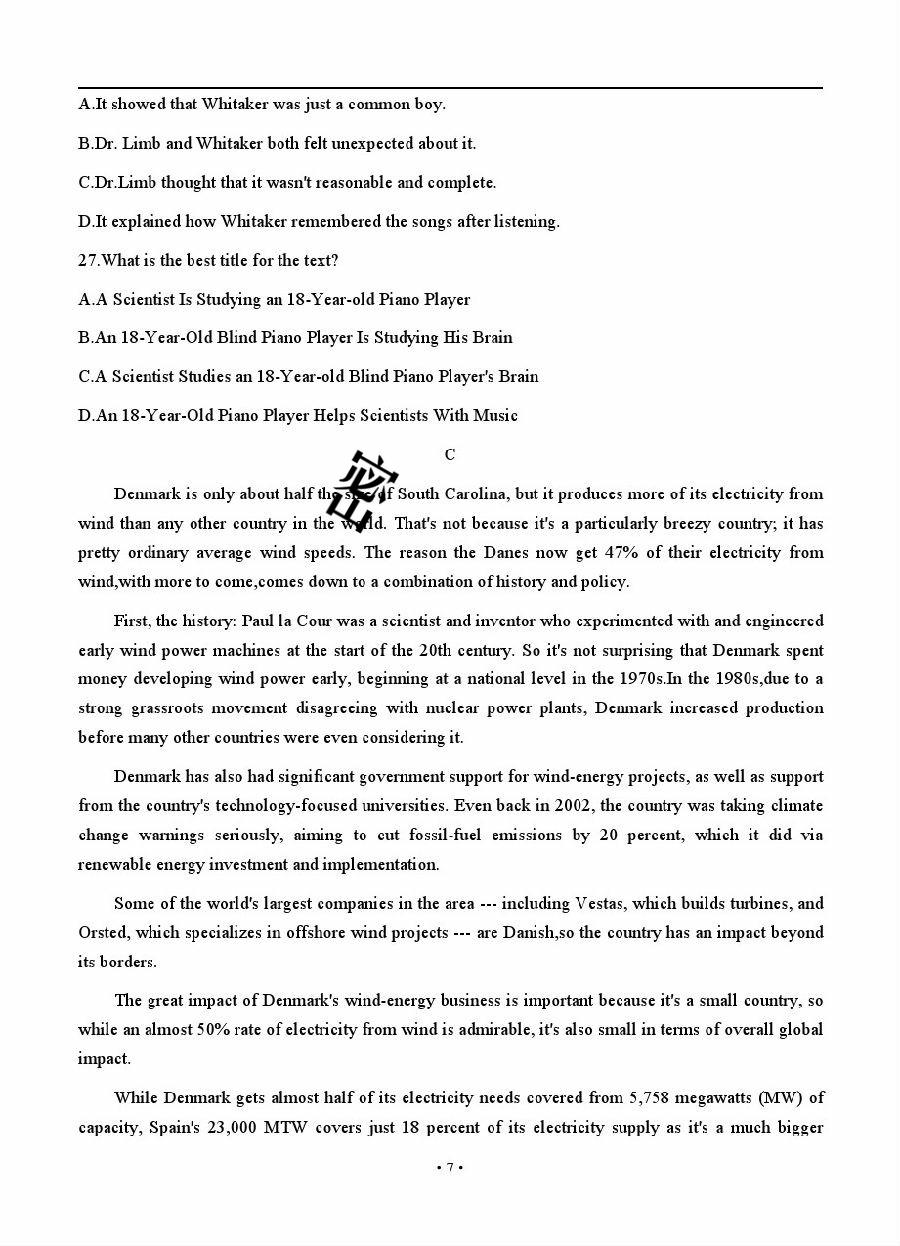 A.It showed that Whitaker was just a common boy.
B.Dr. Limb and Whitaker both felt unexpected about it.
C.Dr.Limb thought that it wasn't reasonable and complete.
D.It explained how Whitaker remembered the songs after listening.
27.What is the best title for the text?
A.A Scientist Is Studying an 18-Year-old Piano Player
B.An 18-Year-Old Blind Piano Player Is Studying His Brain
C.A Scientist Studies an 18-Year-old Blind Piano Player's Brain
D.An 18-Year-Old Piano Player Helps Scientists With Music
C
密
Denmark is only about half the size of South Carolina, but it produces more of its electricity from
wind than any other country in the world. That's not because it's a particularly breezy country; it has
pretty ordinary average wind speeds. The reason the Danes now get 47% of their electricity from
wind,with more to come,comes down to a combination of history and policy.
First, the history: Paul la Cour was a scientist and inventor who experimented with and engineered
early wind power machines at the start of the 20th century. So it's not surprising that Denmark spent
money developing wind power early, beginning at a national level in the 1970s.In the 1980s,due to a
strong grassroots movement disagreeing with nuclear power plants, Denmark increased production
before many other countries were even considering it.
Denmark has also had significant government support for wind-energy projects, as well as support
from the country's technology-focused universities. Even back in 2002, the country was taking climate
change warnings seriously, aiming to cut fossil-fuel emissions by 20 percent, which it did via
renewable energy investment and implementation.
Some of the world's largest companies in the area --- including Vestas, which builds turbines, and
Orsted, which specializes in offshore wind projects --- are Danish,so the country has an impact beyond
its borders.
The great impact of Denmark's wind-energy business is important because it's a small country, so
while an almost 50% rate of electricity from wind is admirable, it's also small in terms of overall global
impact.
While Denmark gets almost half of its electricity needs covered from 5,758 megawatts (MW) of
capacity, Spain's 23,000 MTW covers just 18 percent of its electricity supply as it's a much bigger
• 7 •